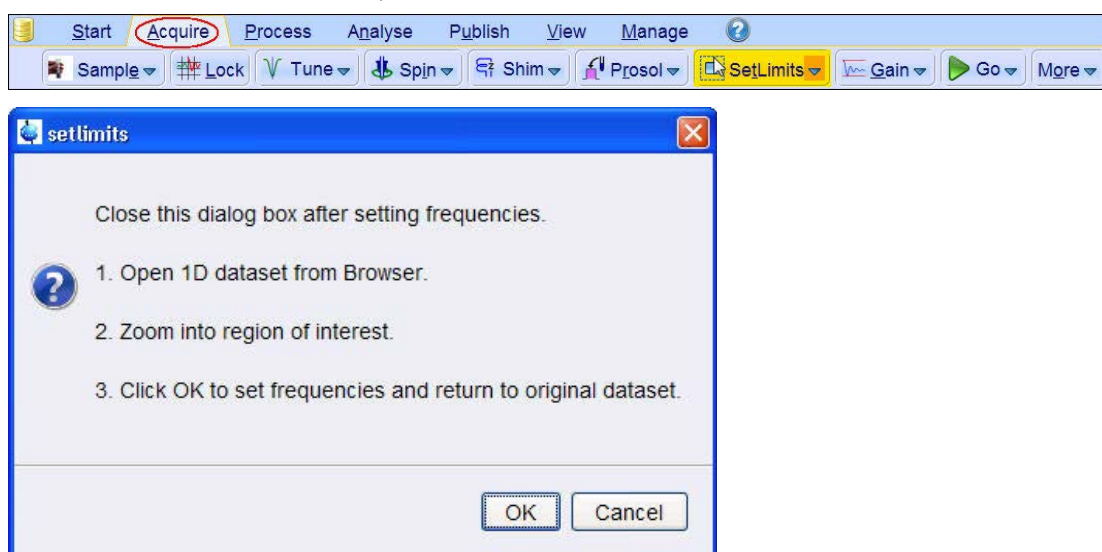 Start Acquire Process Analyse Publish View Manage ?
Sample Lock Tune Spin Shim Prosol SetLimits Gain Go More
setlimits
Close this dialog box after setting frequencies.
1. Open 1D dataset from Browser.
2. Zoom into region of interest.
3. Click OK to set frequencies and return to original dataset.
OK Cancel